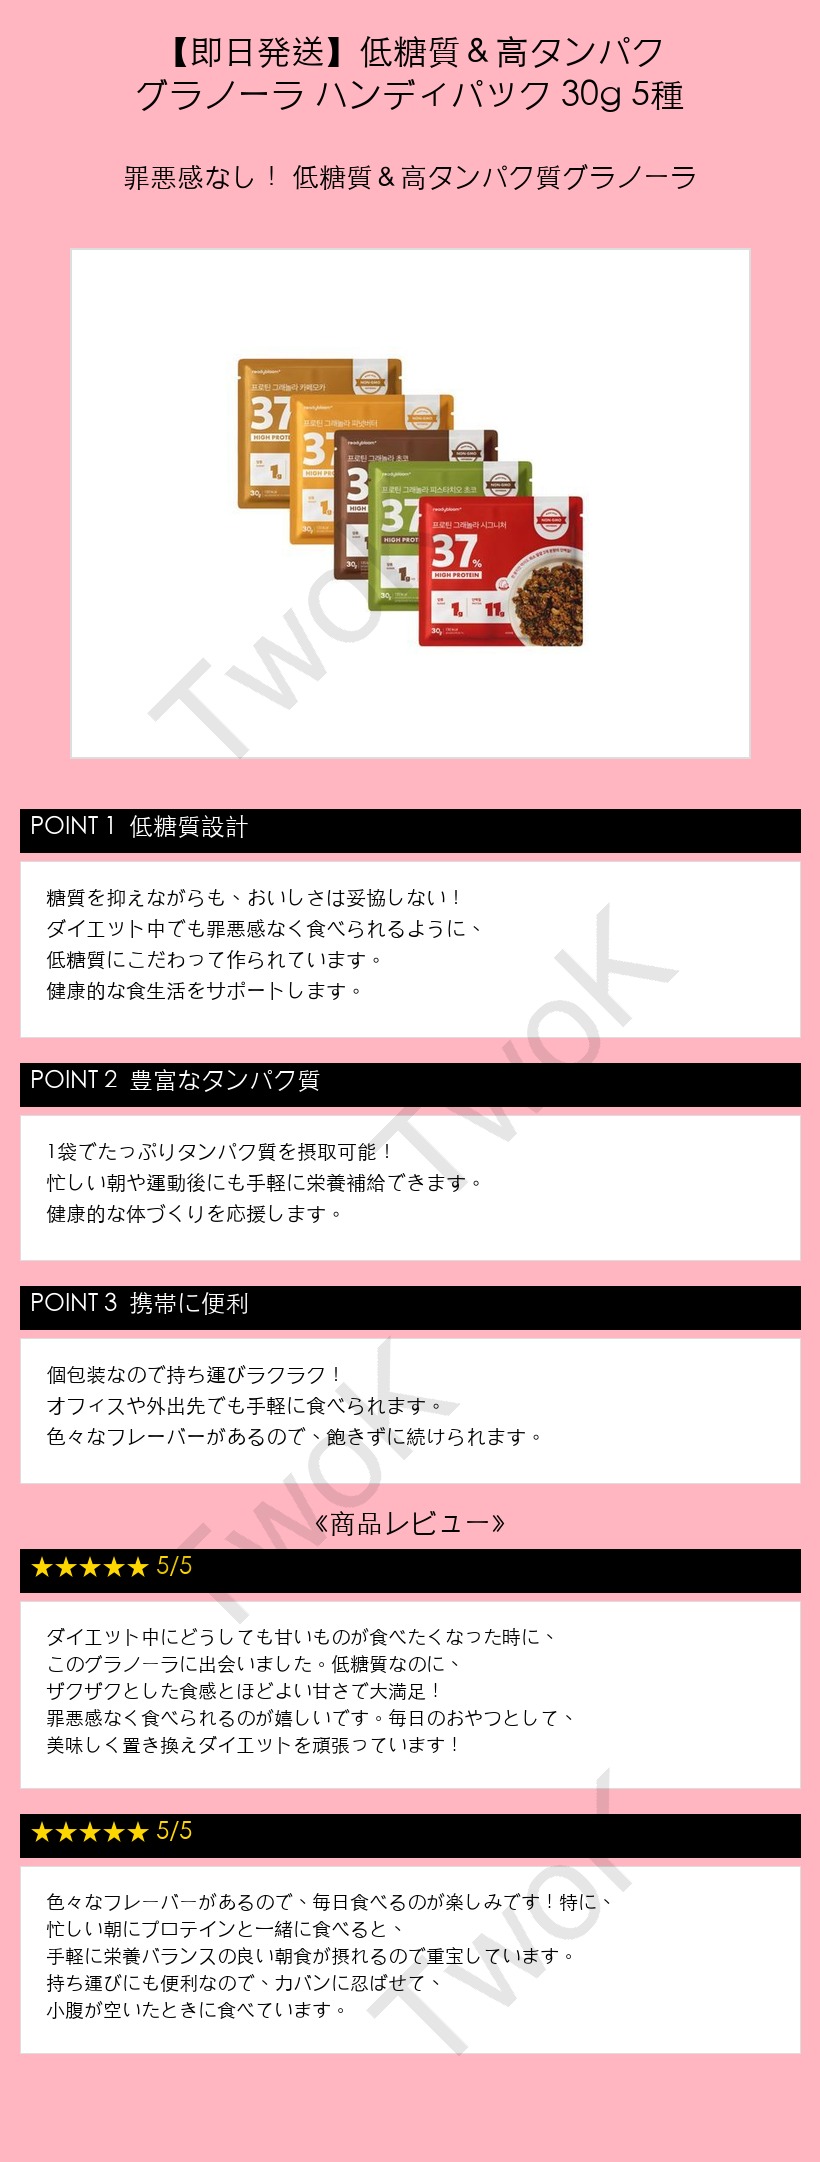 【即日発送】低糖質＆高タンパク
グラノーラ ハンディパック 30g 5種
罪悪感なし！ 低糖質＆高タンパク質グラノーラ
readybloom
프로틴 그래놀라 카페모카
NON-GMO
37
HIGH PROTE
1g
30g
readybloom
프로틴 그래놀라 피넛버터
37
HIGH PRO
1g
30g
readybloom
프로틴 그래놀라 초코
NON-GMO
3
HIGH
30g
readybloom
프로틴 그래놀라 피스타치오 초코
NON-GMO
37
HIGH PROT
1g
30g
readybloom
프로틴 그래놀라 시그니처
NON-GMO
37%
HIGH PROTEIN
1g 11g
30g
TwoK
POINT 1 低糖質設計
糖質を抑えながらも、おいしさは妥協しない！
ダイエット中でも罪悪感なく食べられるように、
低糖質にこだわって作られています。
健康的な食生活をサポートします。
TwoK
POINT 2 豊富なタンパク質
1袋でたっぷりタンパク質を摂取可能！
忙しい朝や運動後にも手軽に栄養補給できます。
健康的な体づくりを応援します。
POINT 3 携帯に便利
個包装なので持ち運びラクラク！
オフィスや外出先でも手軽に食べられます。
色々なフレーバーがあるので、飽きずに続けられます。
TwoK
《商品レビュー》
★★★★★ 5/5
ダイエット中にどうしても甘いものが食べたくなった時に、
このグラノーラに出会いました。低糖質なのに、
ザクザクとした食感とほどよい甘さで大満足！
罪悪感なく食べられるのが嬉しいです。毎日のおやつとして、
美味しく置き換えダイエットを頑張っています！
★★★★★ 5/5
色々なフレーバーがあるので、毎日食べるのが楽しみです！特に、
忙しい朝にプロテインと一緒に食べると、
手軽に栄養バランスの良い朝食が摂れるので重宝しています。
持ち運びにも便利なので、カバンに忍ばせて、
小腹が空いたときに食べています。
TwoK